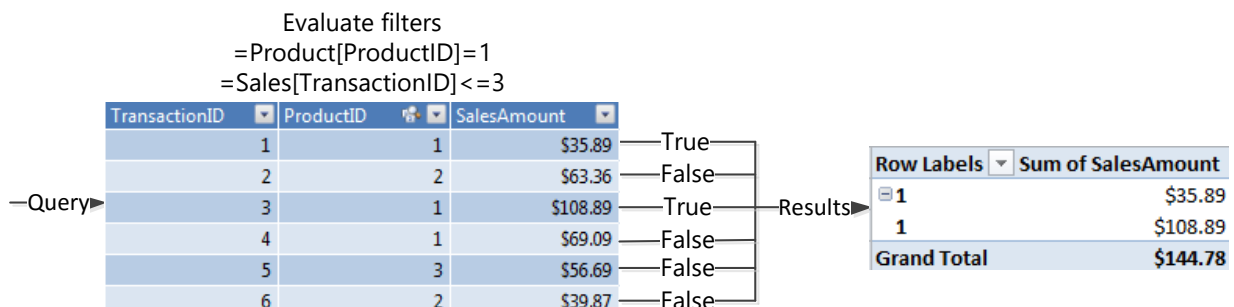 Evaluate filters
=Product[ProductID]=1
=Sales[TransactionID]<=3
TransactionID ProductID SalesAmount
1 1 $35.89 True
2 2 $63.36 False
Query 3 1 $108.89 True Results
4 1 $69.09 False
5 3 $56.69 False
6 2 $39.87 False
Row Labels Sum of SalesAmount
1 $35.89
1 $108.89
Grand Total $144.78